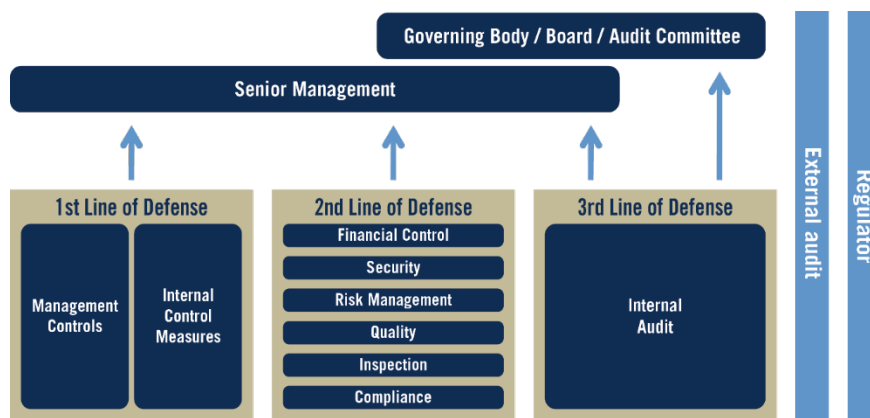 Governing Body / Board / Audit Committee
Senior Management
1st Line of Defense
Management
Controls
Internal
Control
Measures
2nd Line of Defense
Financial Control
Security
Risk Management
Quality
Inspection
Compliance
3rd Line of Defense
Internal
Audit
External audit
Regulator